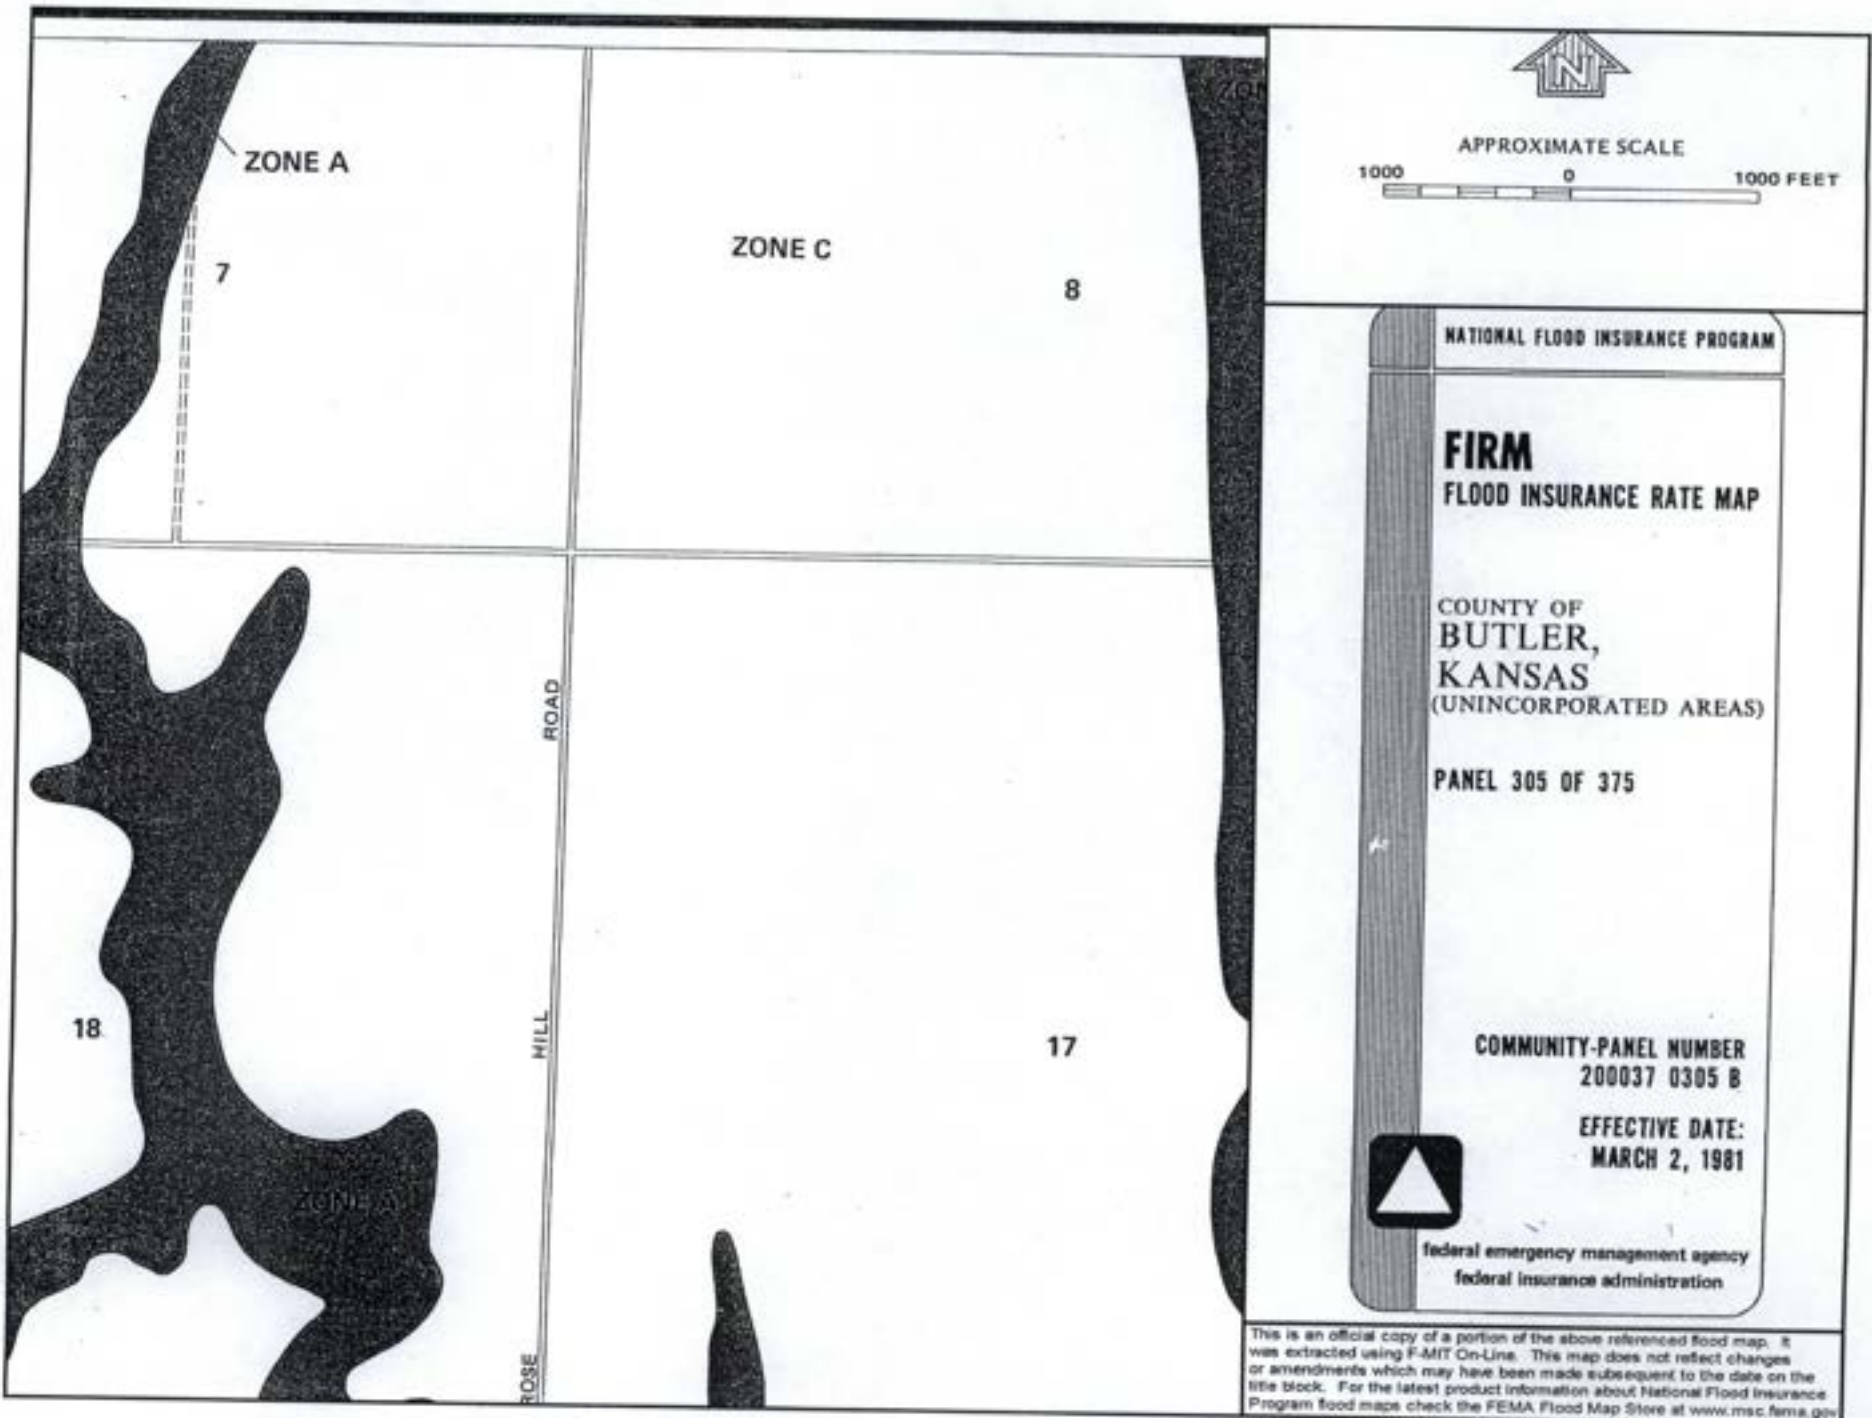 ZONE A
7
ZONE C
8
ZON
ROAD
HILL
ROSE
18
17
ZONE A
N
APPROXIMATE SCALE
1000 0 1000 FEET
NATIONAL FLOOD INSURANCE PROGRAM
FIRM
FLOOD INSURANCE RATE MAP
COUNTY OF
BUTLER,
KANSAS
(UNINCORPORATED AREAS)
PANEL 305 OF 375
COMMUNITY-PANEL NUMBER
200037 0305 B
EFFECTIVE DATE:
MARCH 2, 1981
federal emergency management agency
federal insurance administration
This is an official copy of a portion of the above referenced flood map. It
was extracted using F-MIT On-Line. This map does not reflect changes
or amendments which may have been made subsequent to the date on the
title block. For the latest product information about National Flood Insurance
Program flood maps check the FEMA Flood Map Store at www.msc.fema.gov